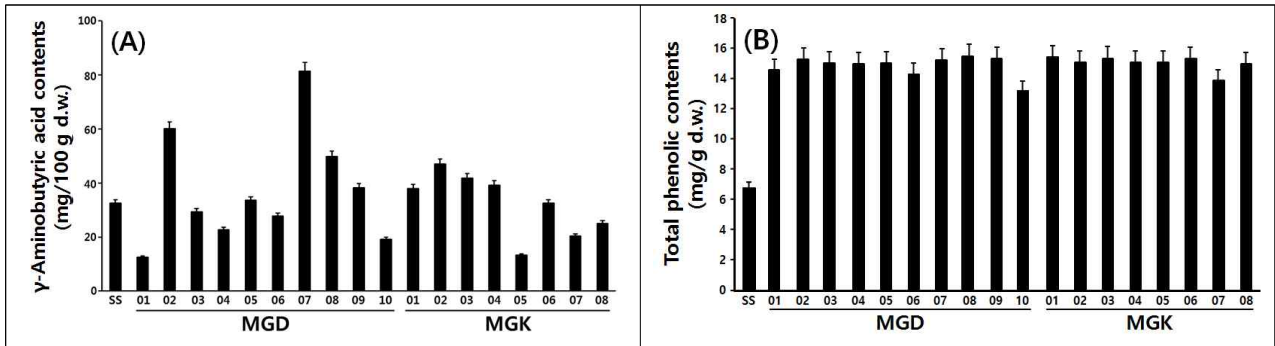 (A)
γ-Aminobutyric acid contents
(mg/100 g d.w.)
100
80
60
40
20
0
SS 01 02 03 04 05 06 07 08 09 10 01 02 03 04 05 06 07 08
MGD MGK
(B)
Total phenolic contents
(mg/g d.w.)
18
16
14
12
10
8
6
4
2
0
SS 01 02 03 04 05 06 07 08 09 10 01 02 03 04 05 06 07 08
MGD MGK